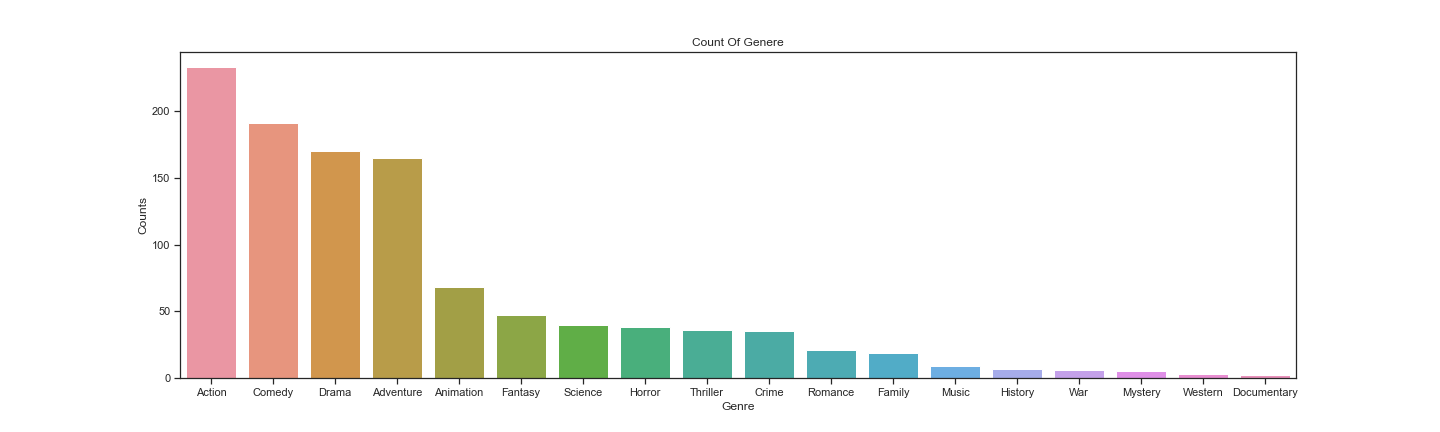 Count Of Genere
Counts
200
150
100
50
0
Action Comedy Drama Adventure Animation Fantasy Science Horror Thriller Crime Romance Family Music History War Mystery Western Documentary
Genre